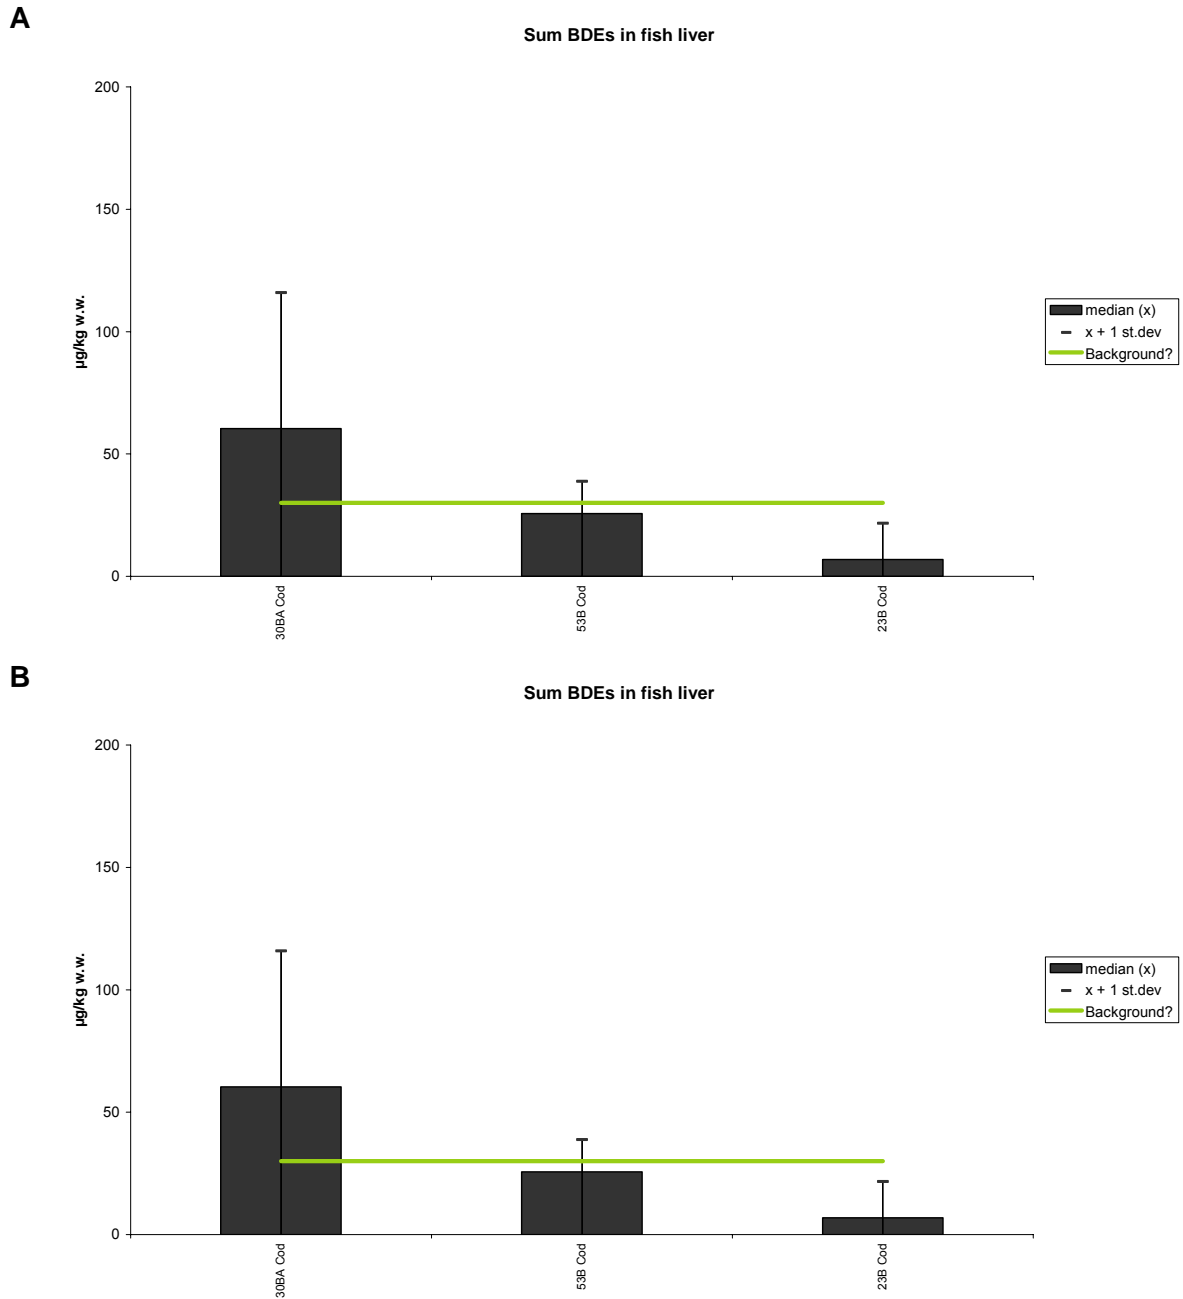 A
Sum BDEs in fish liver
200
150
100
50
0
µg/kg w.w.
30BA Cod
53B Cod
23B Cod
median (x)
x + 1 st.dev
Background?
B
Sum BDEs in fish liver
200
150
100
50
0
µg/kg w.w.
30BA Cod
53B Cod
23B Cod
median (x)
x + 1 st.dev
Background?